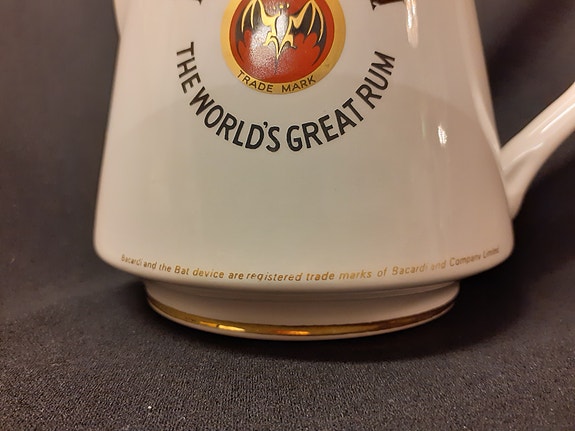 TRADE MARK
THE WORLD'S GREAT RUM
Bacardi and the Bat device are registered trade marks of Bacardi and Company Limited